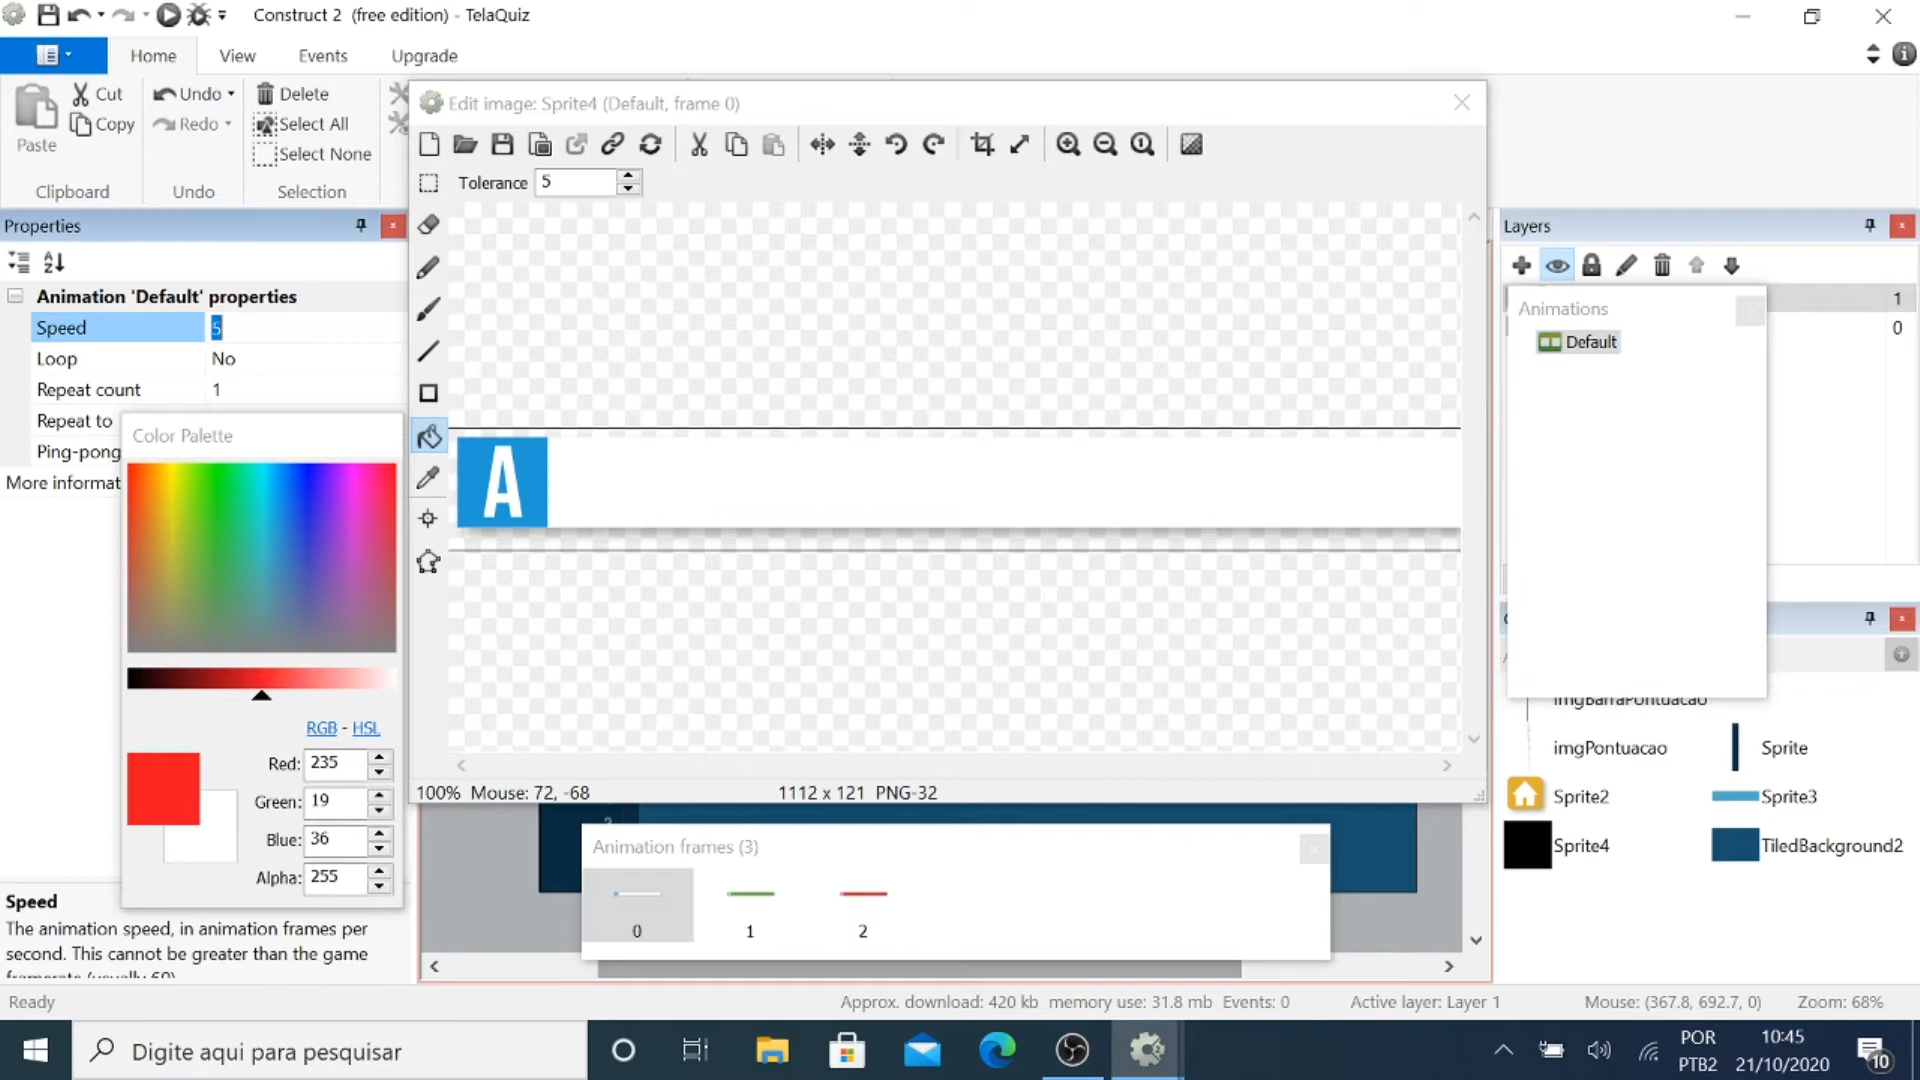 Construct 2 (free edition) - TelaQuiz
Home View Events Upgrade
Paste Cut Copy Undo Redo Delete Select All Select None
Clipboard Undo Selection
Edit image: Sprite4 (Default, frame 0)
Tolerance 5
Properties
Animation 'Default' properties
Speed 5
Loop No
Repeat count 1
Repeat to
Ping-pong
More informat
Color Palette
RGB - HSL
Red: 235
Green: 19
Blue: 36
Alpha: 255
A
100% Mouse: 72, -68 1112 x 121 PNG-32
Animation frames (3)
0 1 2
Layers
1
0
Animations
Default
imgBarraPontuacao
imgPontuacao Sprite
Sprite2 Sprite3
Sprite4 TiledBackground2
Speed
The animation speed, in animation frames per
second. This cannot be greater than the game
framerate (usually 60)
Ready Approx. download: 420 kb memory use: 31.8 mb Events: 0 Active layer: Layer 1 Mouse: (367.8, 692.7, 0) Zoom: 68%
Digite aqui para pesquisar
POR
PTB2
10:45
21/10/2020
10